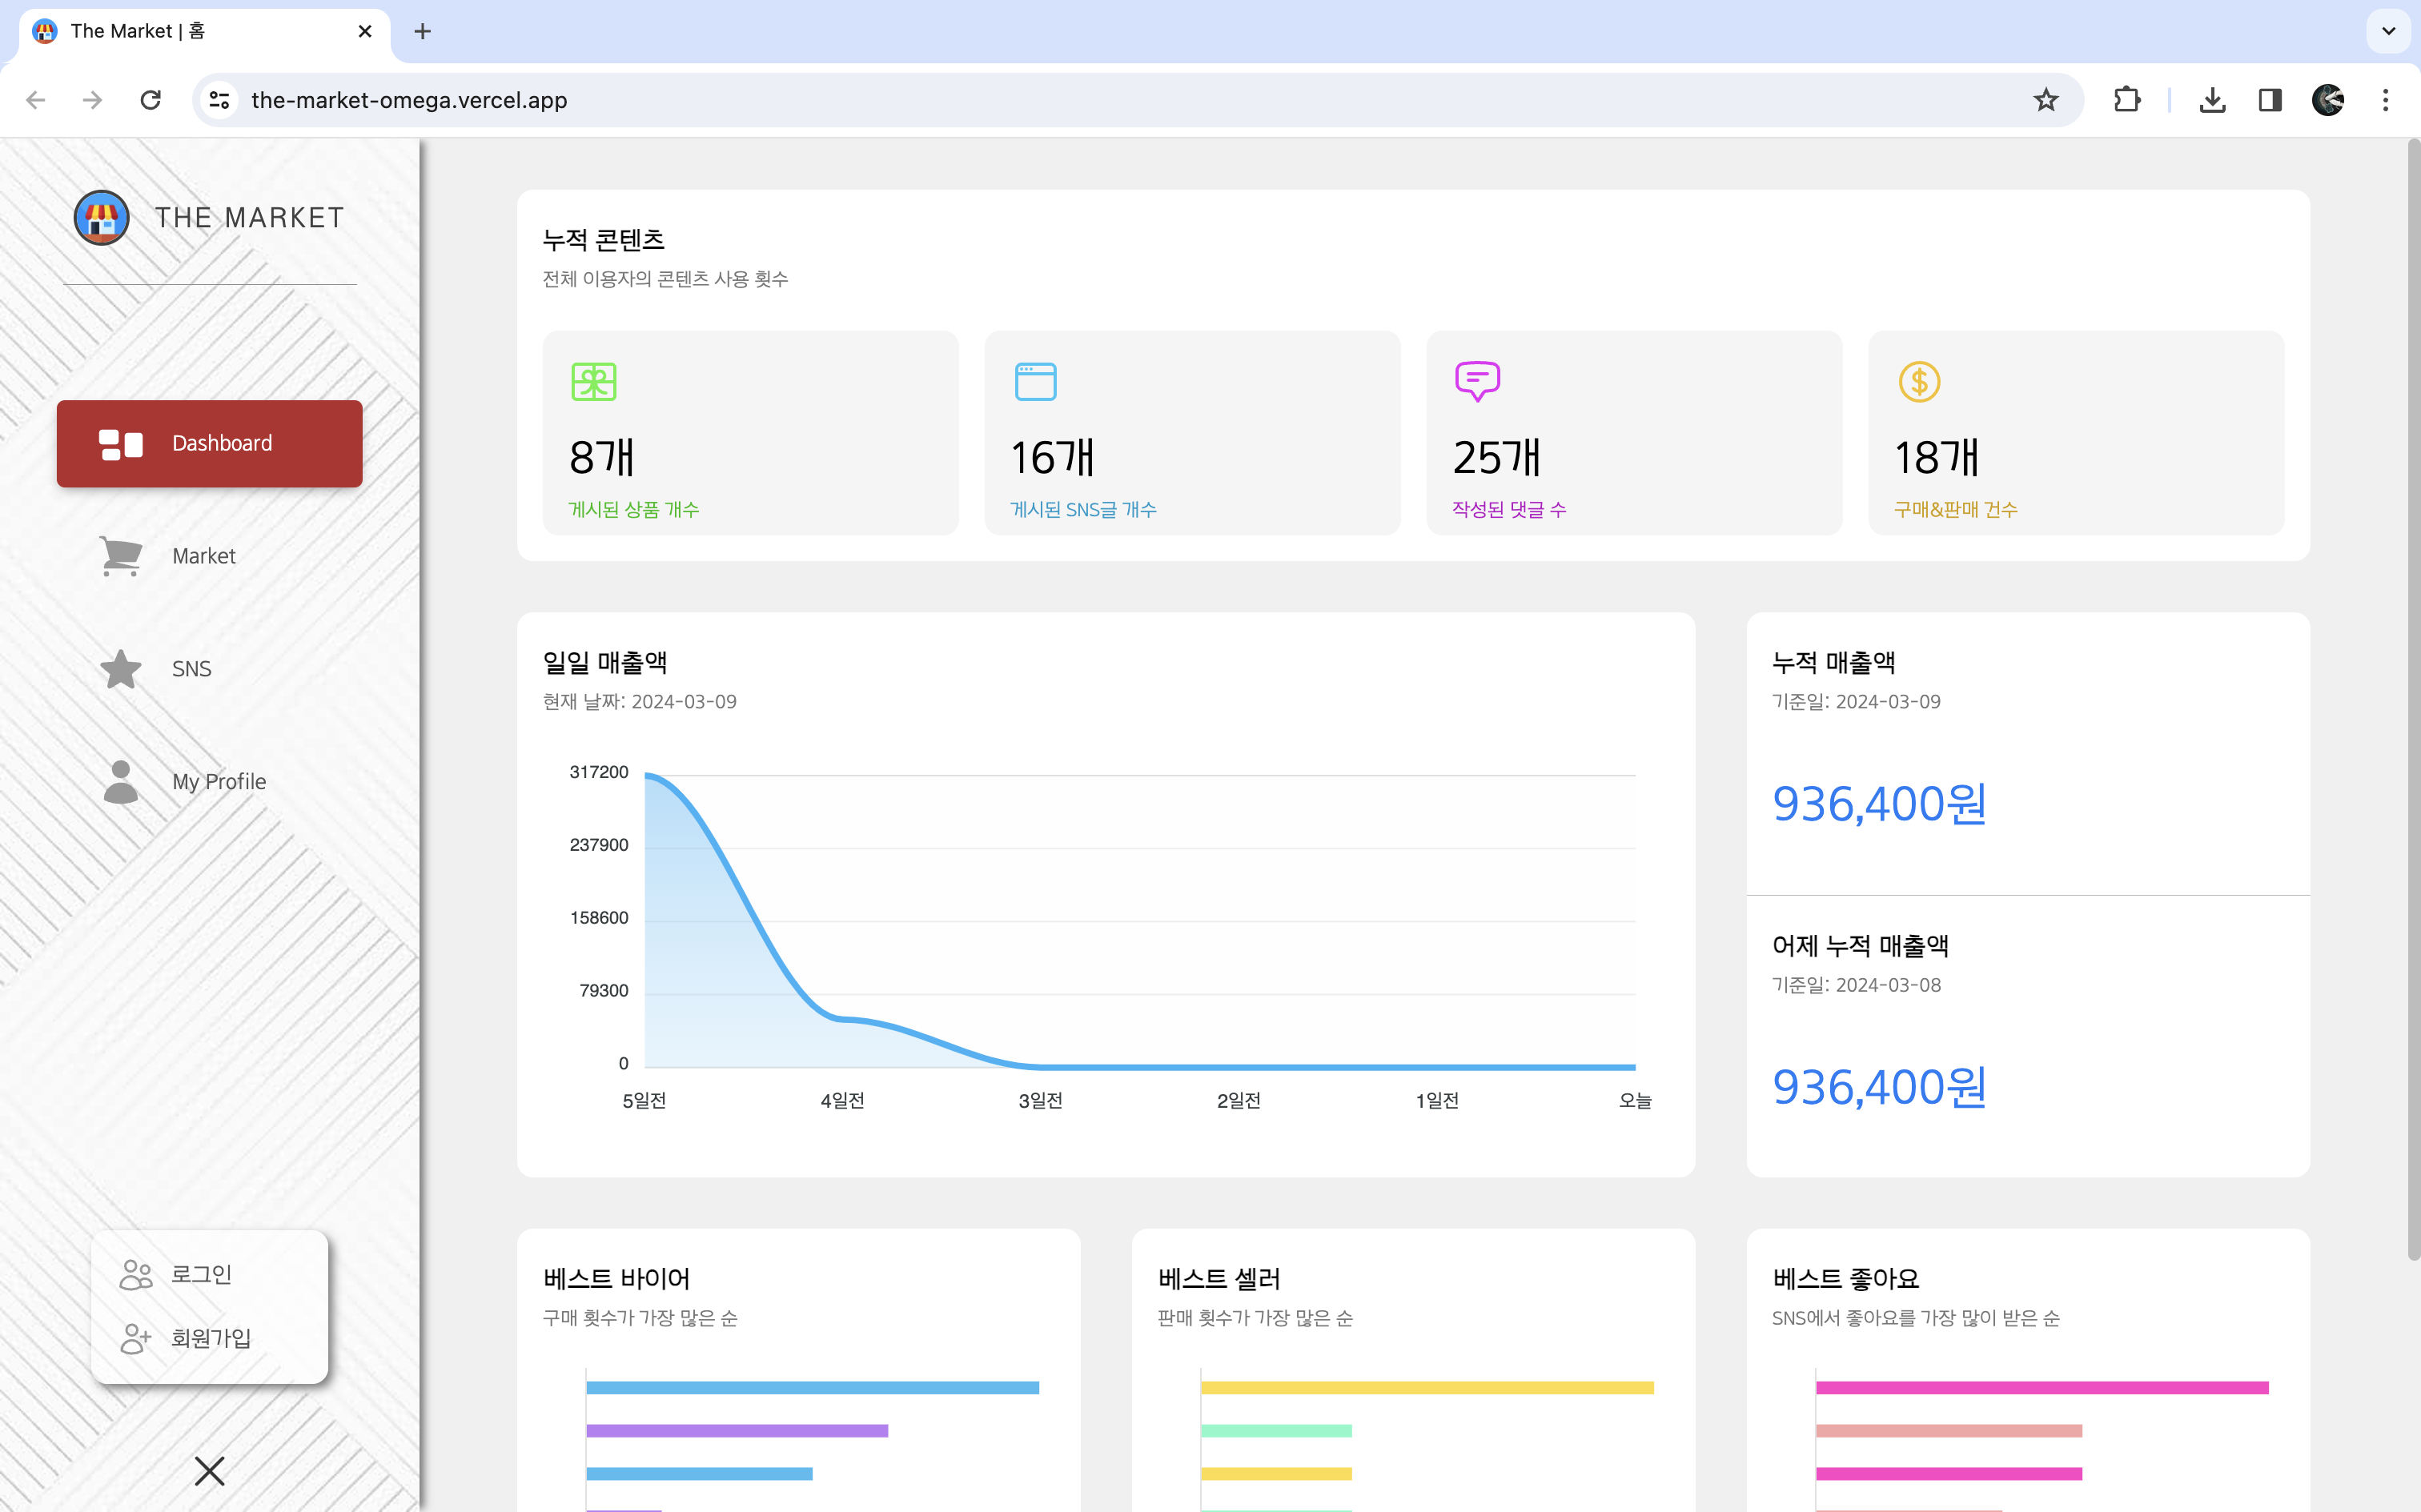 The Market | 홈
the-market-omega.vercel.app
THE MARKET
Dashboard
Market
SNS
My Profile
로그인
회원가입
누적 콘텐츠
전체 이용자의 콘텐츠 사용 횟수
8개
게시된 상품 개수
16개
게시된 SNS글 개수
25개
작성된 댓글 수
18개
구매&판매 건수
일일 매출액
현재 날짜: 2024-03-09
317200
237900
158600
79300
0
5일전
4일전
3일전
2일전
1일전
오늘
누적 매출액
기준일: 2024-03-09
936,400원
어제 누적 매출액
기준일: 2024-03-08
936,400원
베스트 바이어
구매 횟수가 가장 많은 순
베스트 셀러
판매 횟수가 가장 많은 순
베스트 좋아요
SNS에서 좋아요를 가장 많이 받은 순